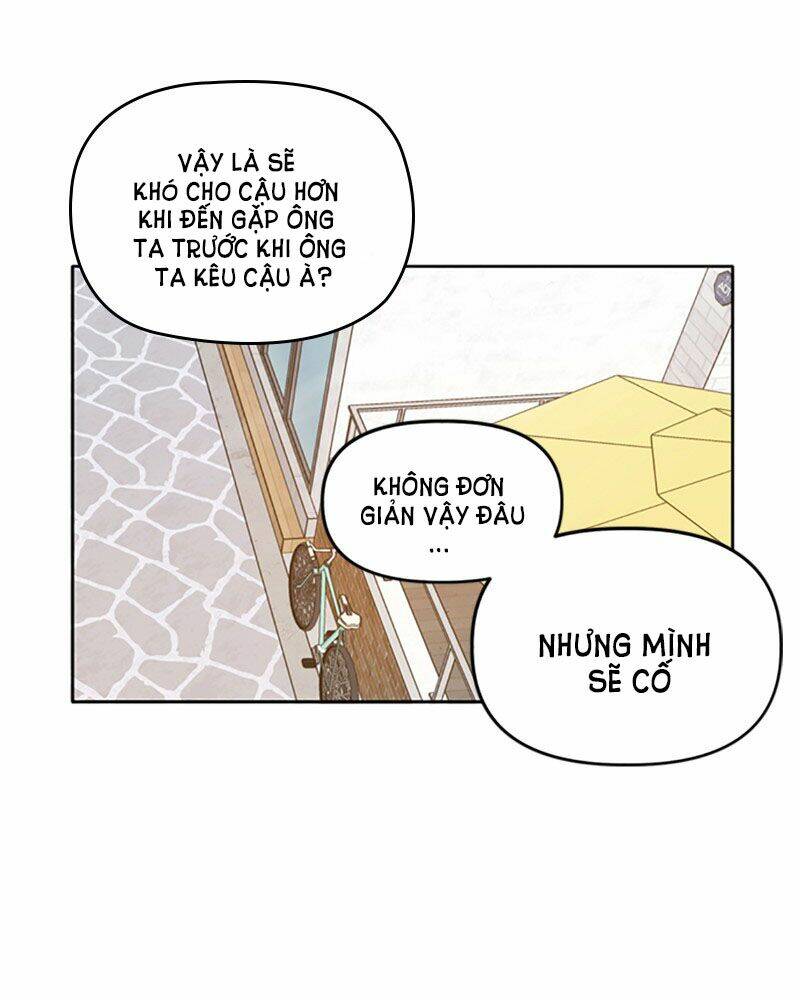 VẬY LÀ SẼ
KHÓ CHO CẬU HƠN
KHI ĐẾN GẶP ÔNG
TA TRƯỚC KHI ÔNG
TA KÊU CẬU À?
KHÔNG ĐƠN
GIẢN VẬY ĐÂU
...
NHƯNG MÌNH
SẼ CỐ